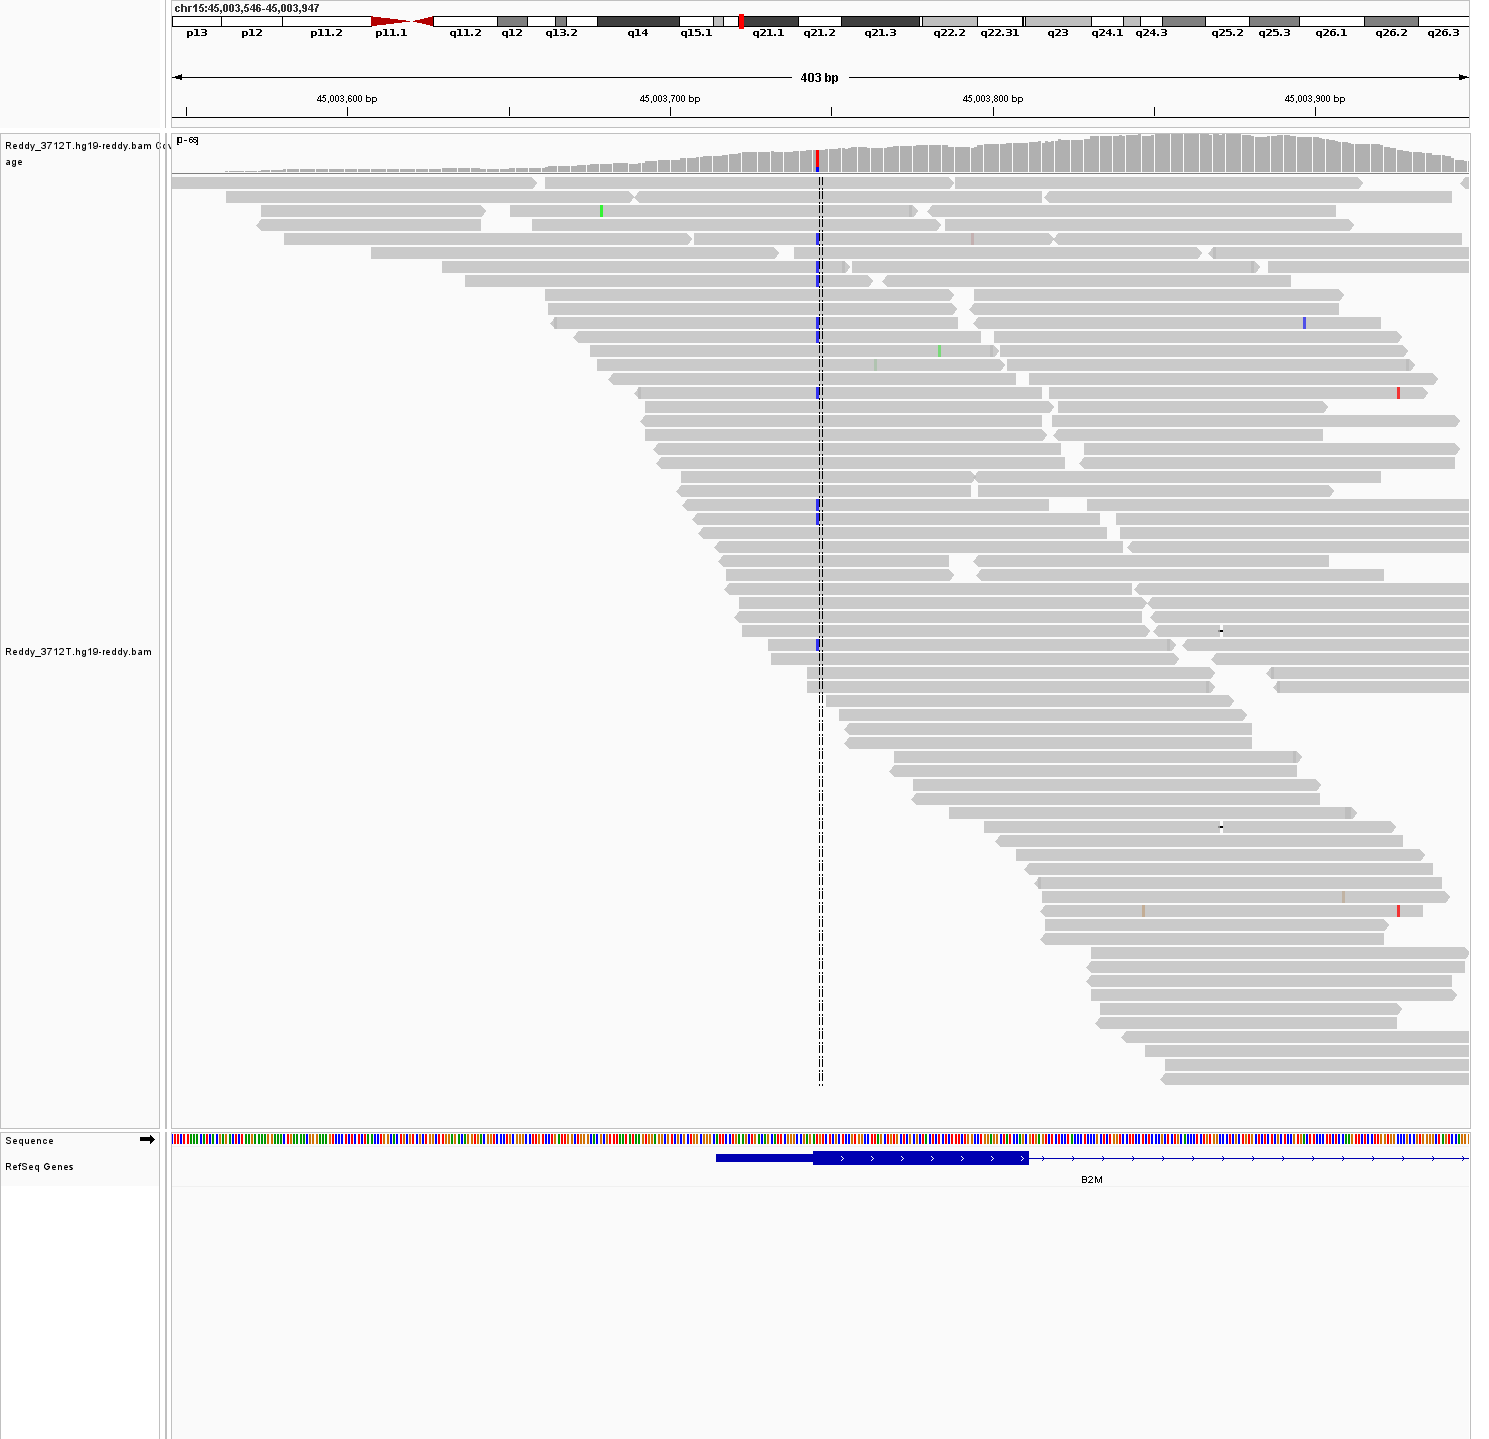 chr15:45,003,546-45,003,947
p13 p12 p11.2 p11.1 q11.2 q12 q13.2 q14 q15.1 q21.1 q21.2 q21.3 q22.2 q22.31 q23 q24.1 q24.3 q25.2 q25.3 q26.1 q26.2 q26.3
403 bp
45,003,600 bp 45,003,700 bp 45,003,800 bp 45,003,900 bp
Reddy_3712T.hg19-reddy.bam Cov
age
Reddy_3712T.hg19-reddy.bam
Sequence
RefSeq Genes
B2M